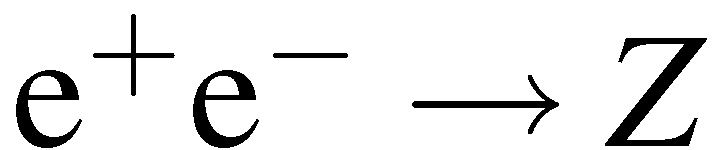 e⁺e⁻ → Z